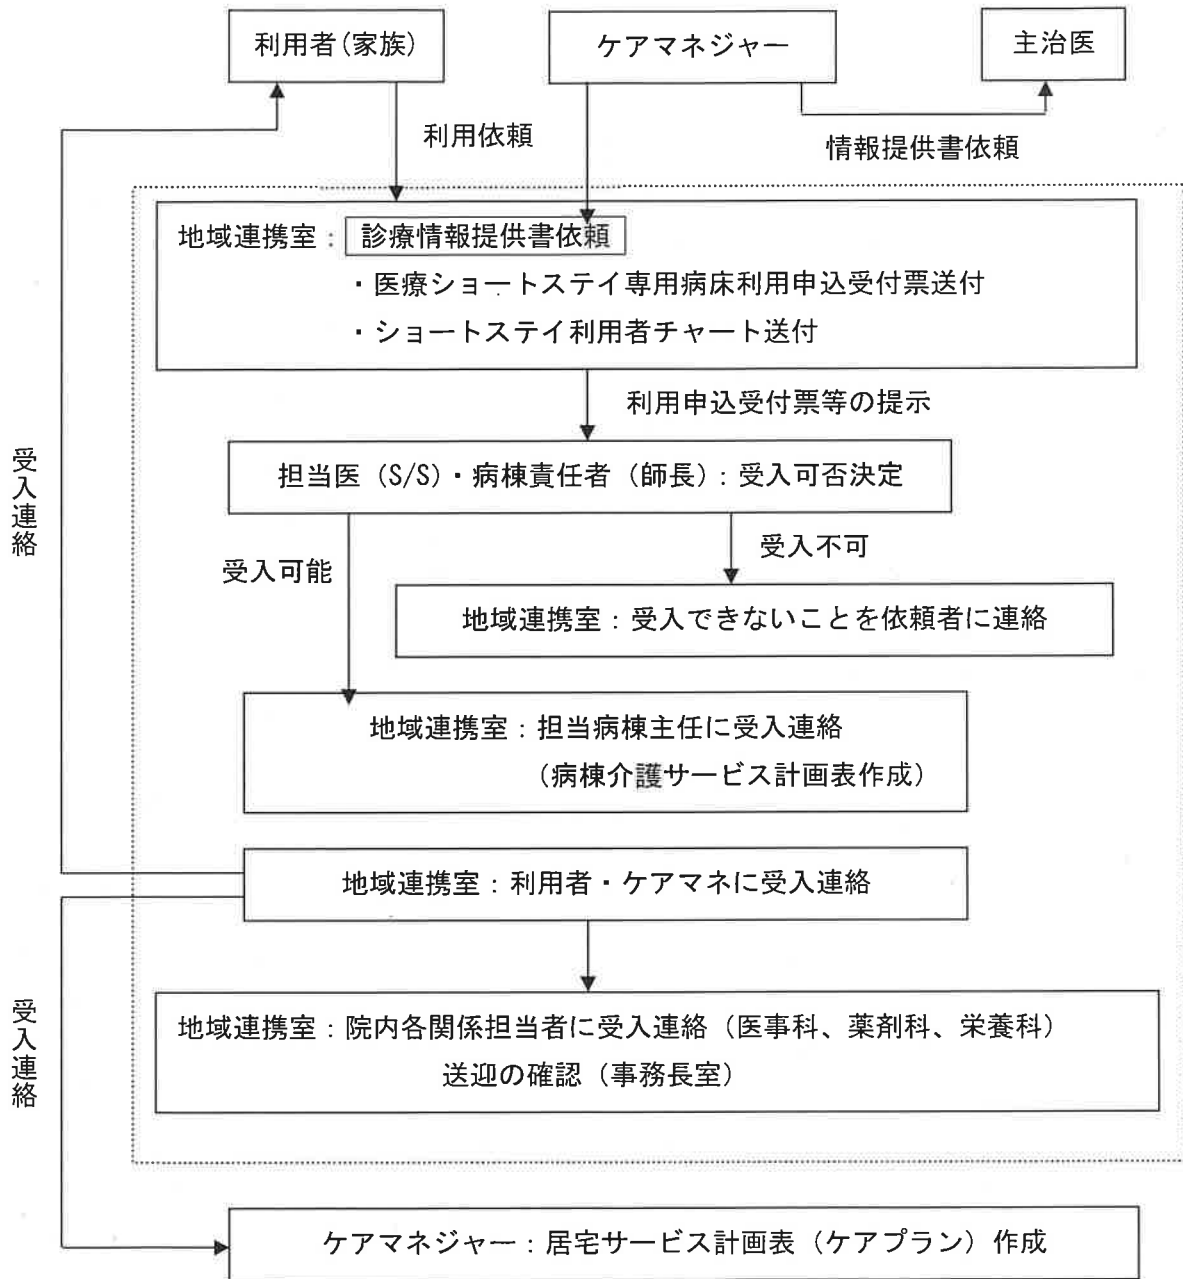 利用者(家族)
ケアマネジャー
主治医
利用依頼
情報提供書依頼
地域連携室：診療情報提供書依頼
・医療ショートステイ専用病床利用申込受付票送付
・ショートステイ利用者チャート送付
利用申込受付票等の提示
担当医（S/S）・病棟責任者（師長）：受入可否決定
受入可能
受入不可
地域連携室：受入できないことを依頼者に連絡
地域連携室：担当病棟主任に受入連絡
（病棟介護サービス計画表作成）
受入連絡
地域連携室：利用者・ケアマネに受入連絡
地域連携室：院内各関係担当者に受入連絡（医事科、薬剤科、栄養科）
送迎の確認（事務長室）
受入連絡
ケアマネジャー：居宅サービス計画表（ケアプラン）作成